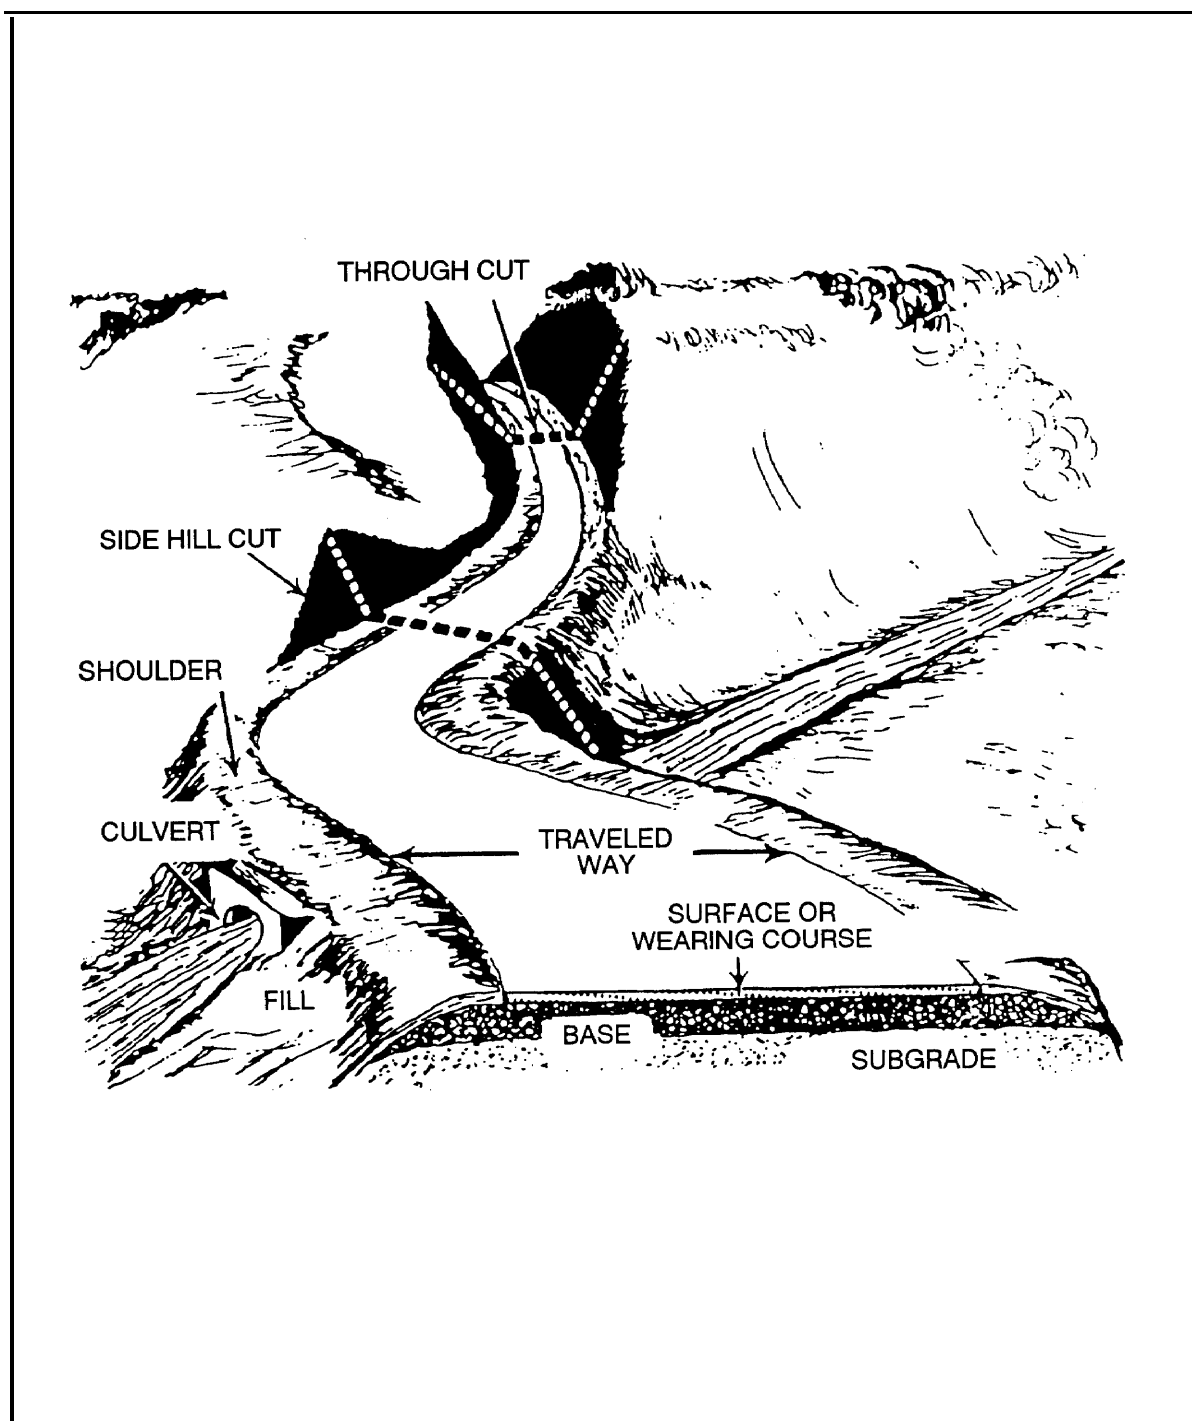 THROUGH CUT
SIDE HILL CUT
SHOULDER
CULVERT
TRAVELED
WAY
SURFACE OR
WEARING COURSE
FILL
BASE
SUBGRADE